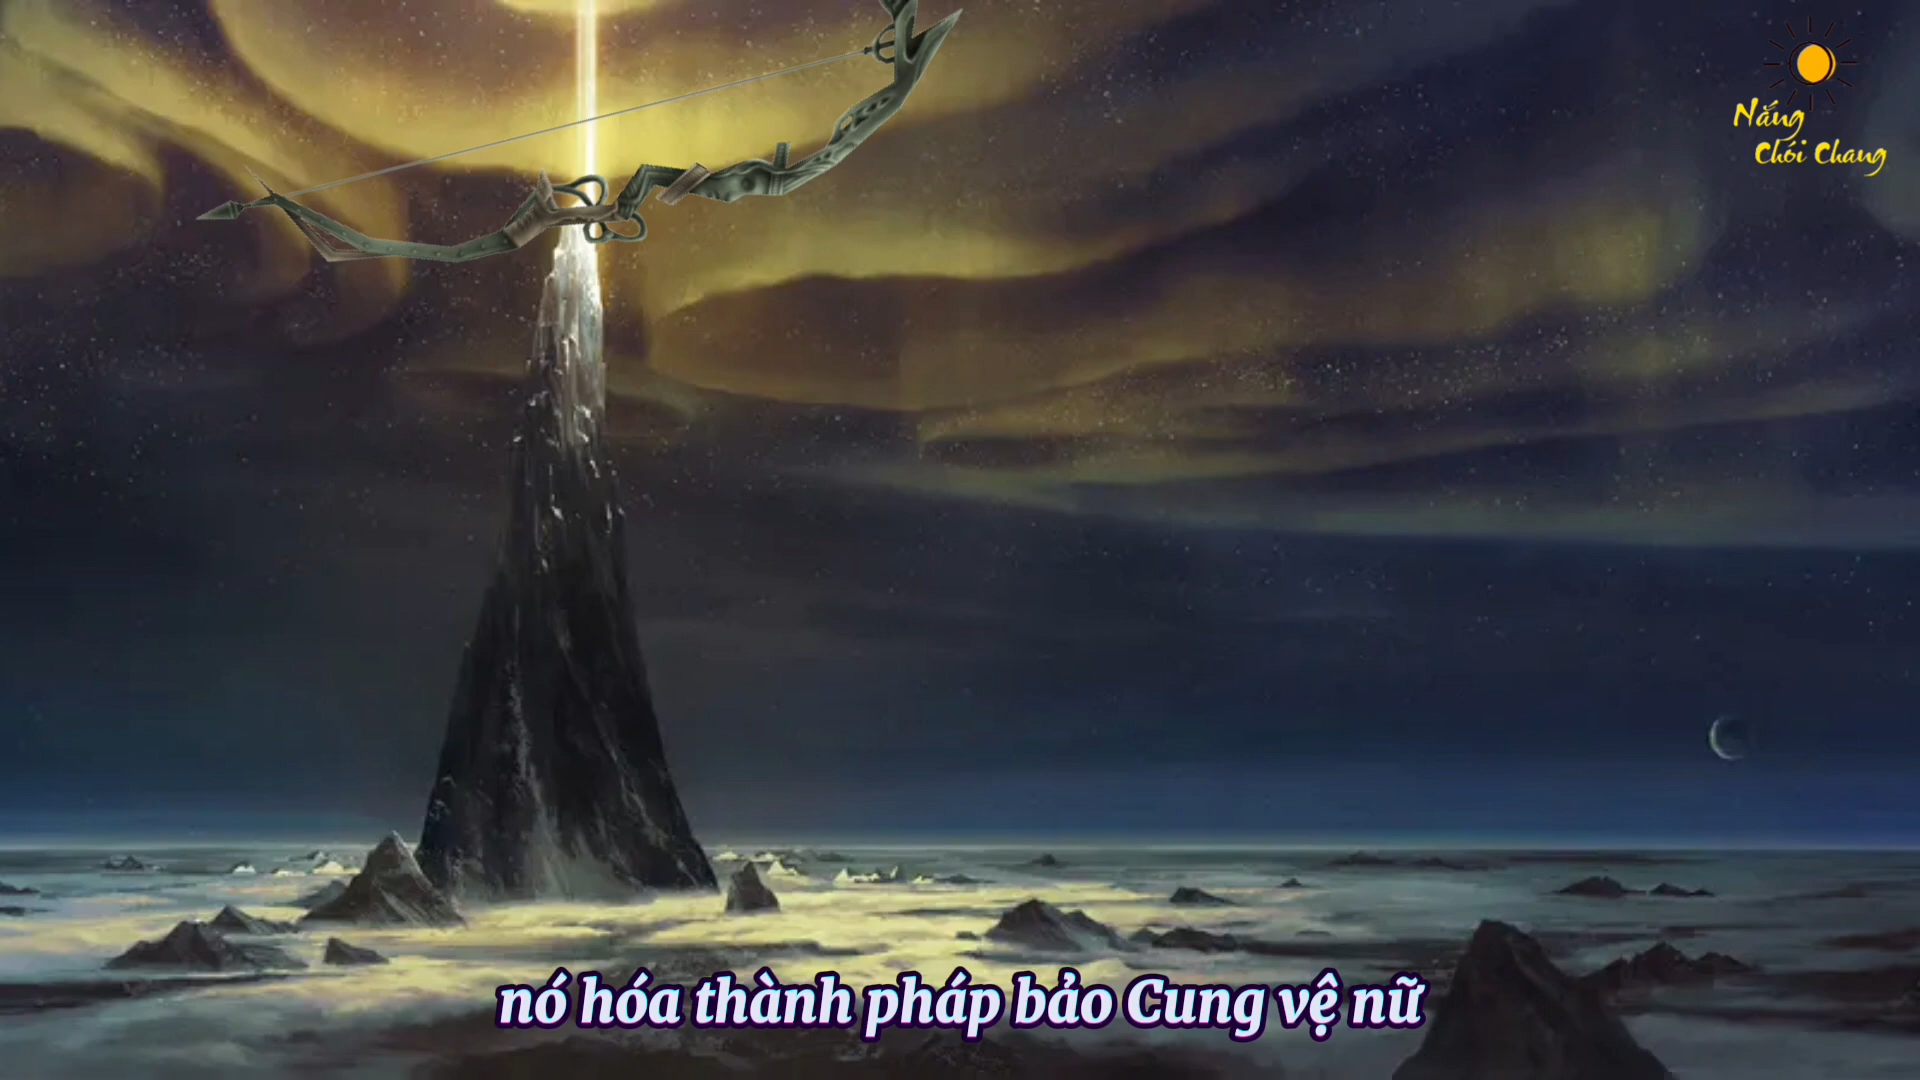 Nắng
Chói Chang
nó hóa thành pháp bảo Cung vệ nữ